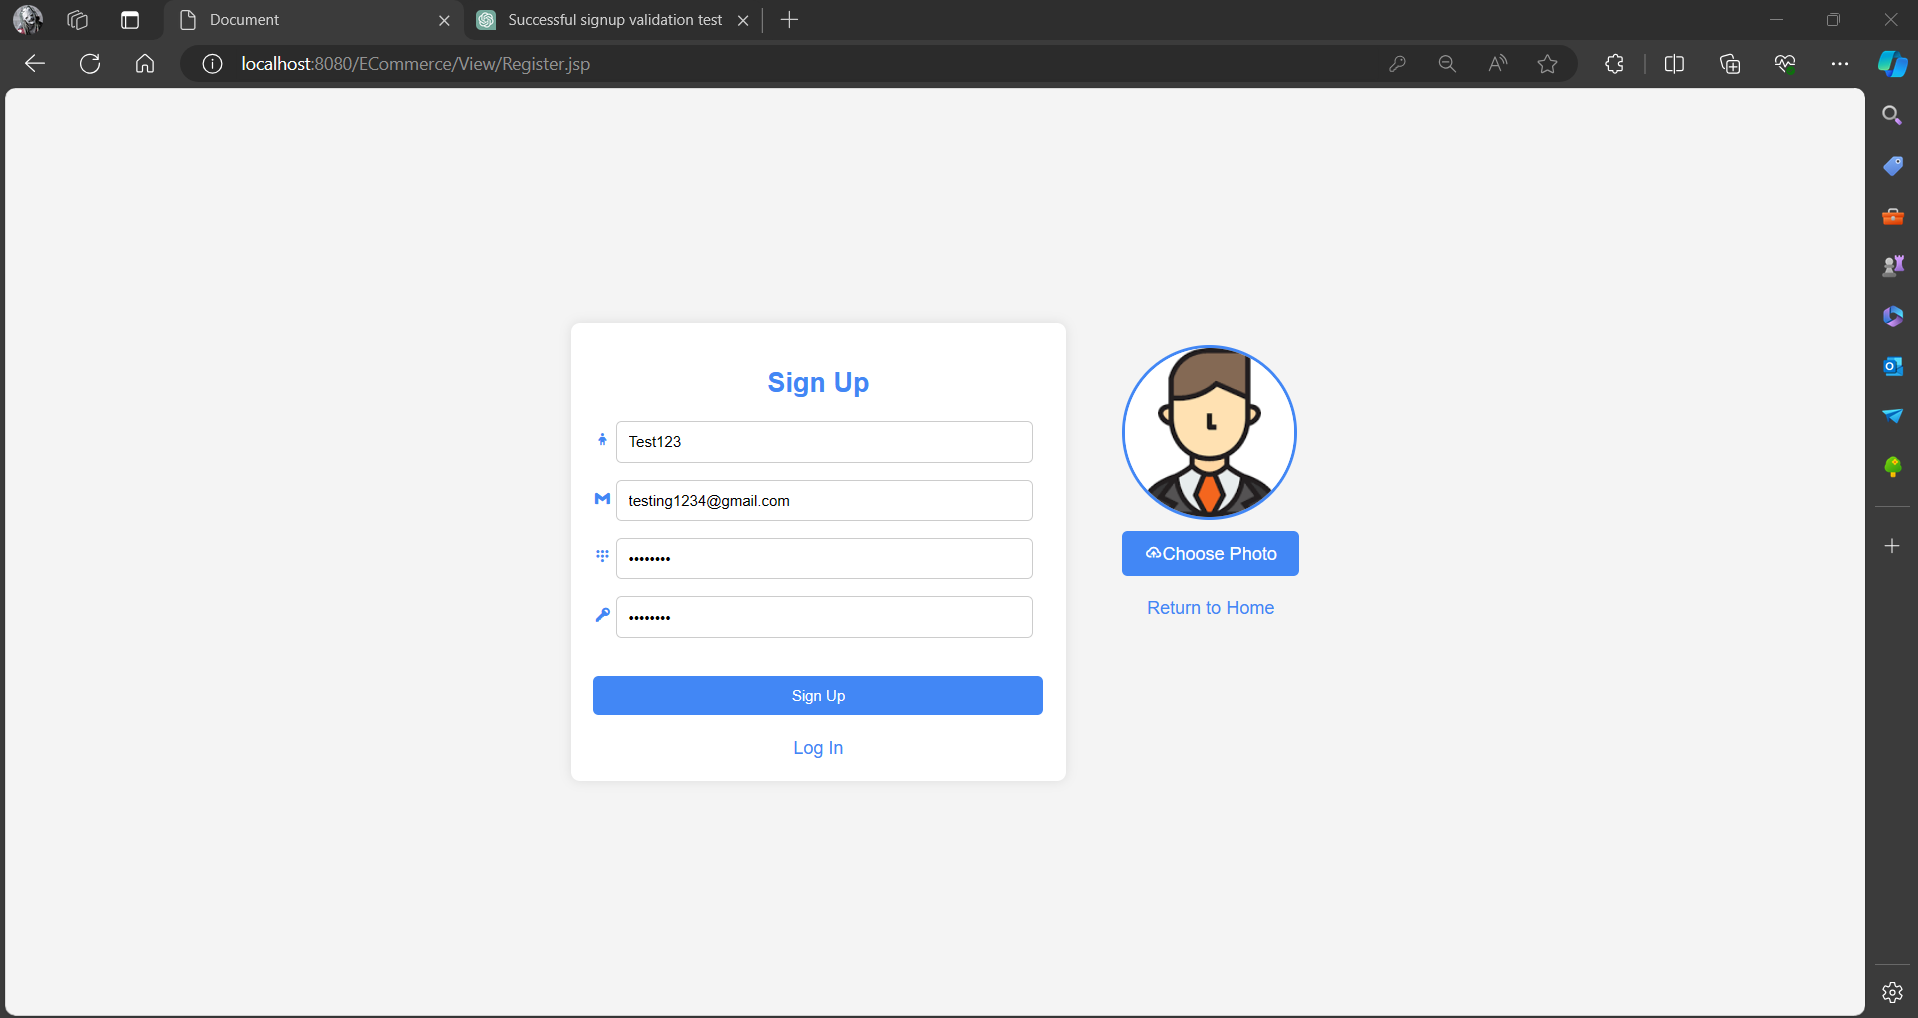 Document
Successful signup validation test
localhost:8080/ECommerce/View/Register.jsp
Sign Up
Test123
testing1234@gmail.com
••••••••
••••••••
Sign Up
Log In
Choose Photo
Return to Home